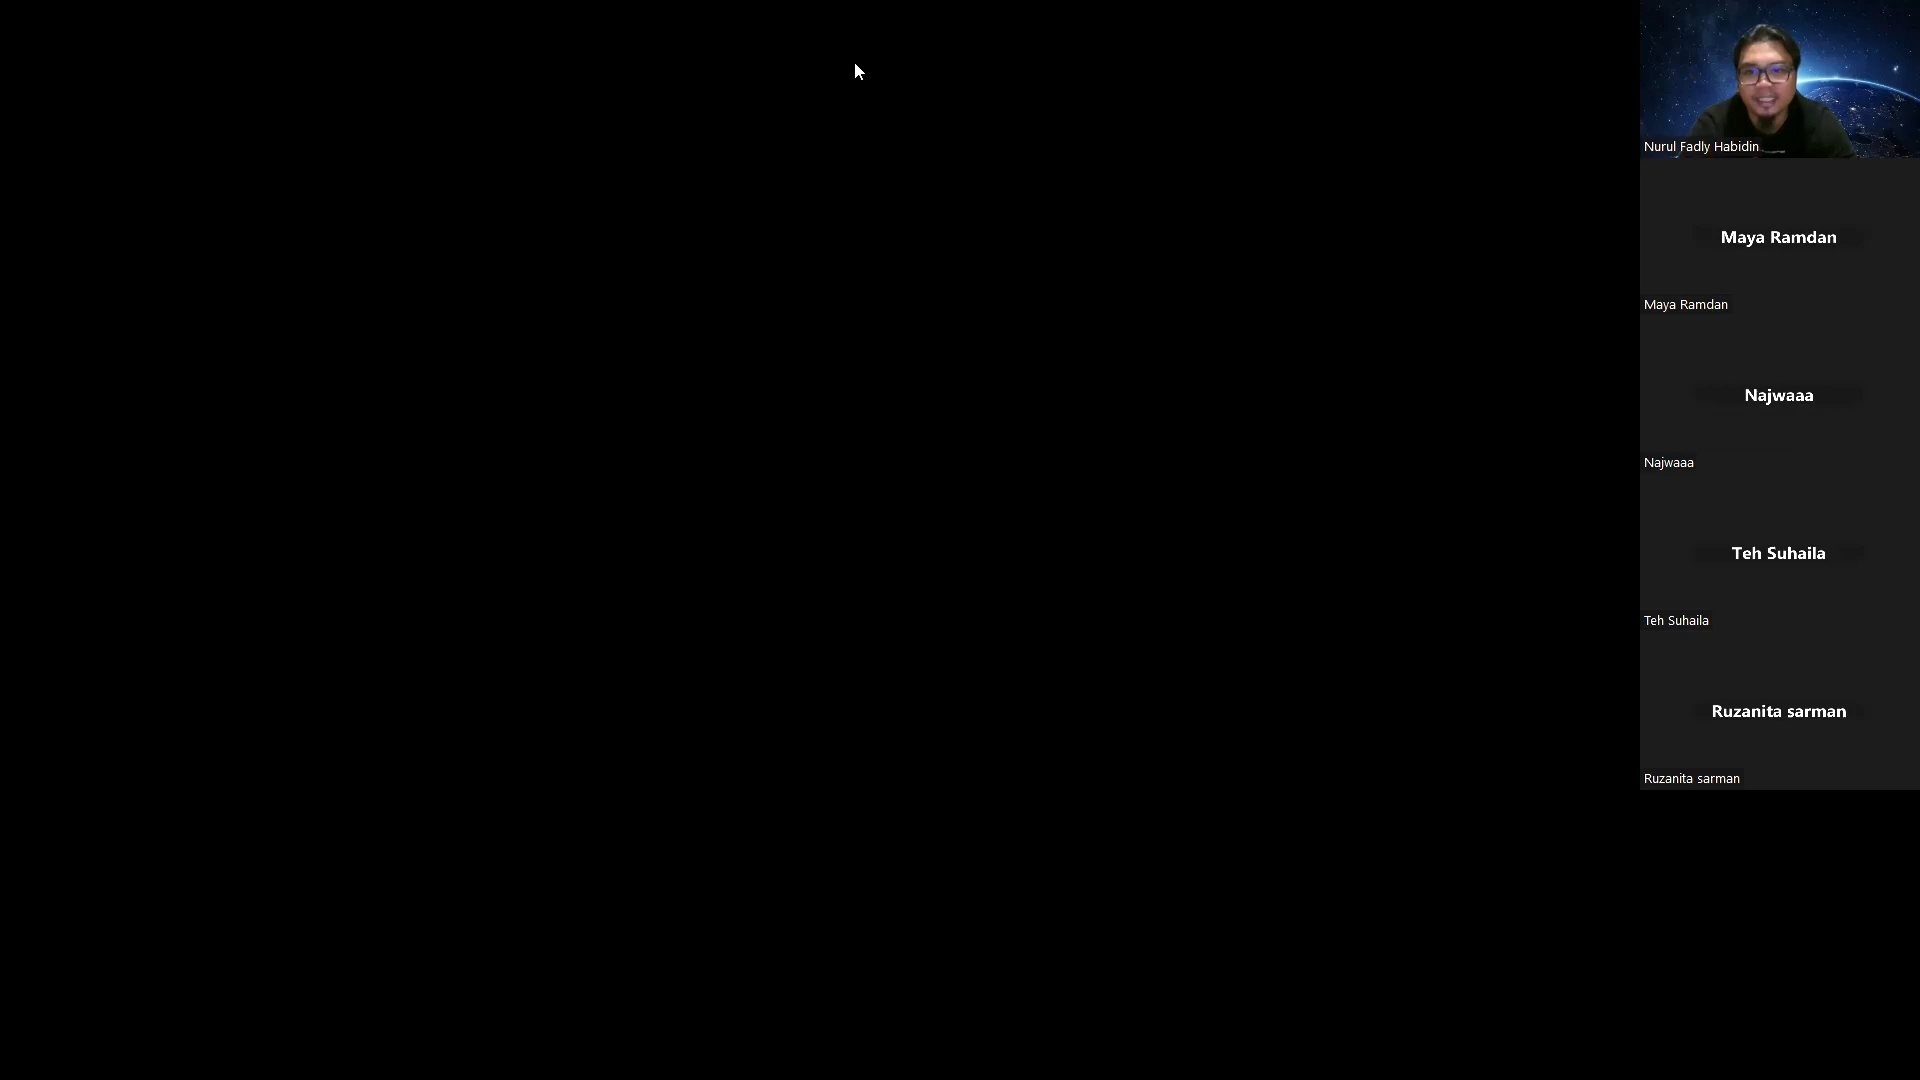 Nurul Fadly Habidin
Maya Ramdan
Maya Ramdan
Najwaaa
Najwaaa
Teh Suhaila
Teh Suhaila
Ruzanita sarman
Ruzanita sarman